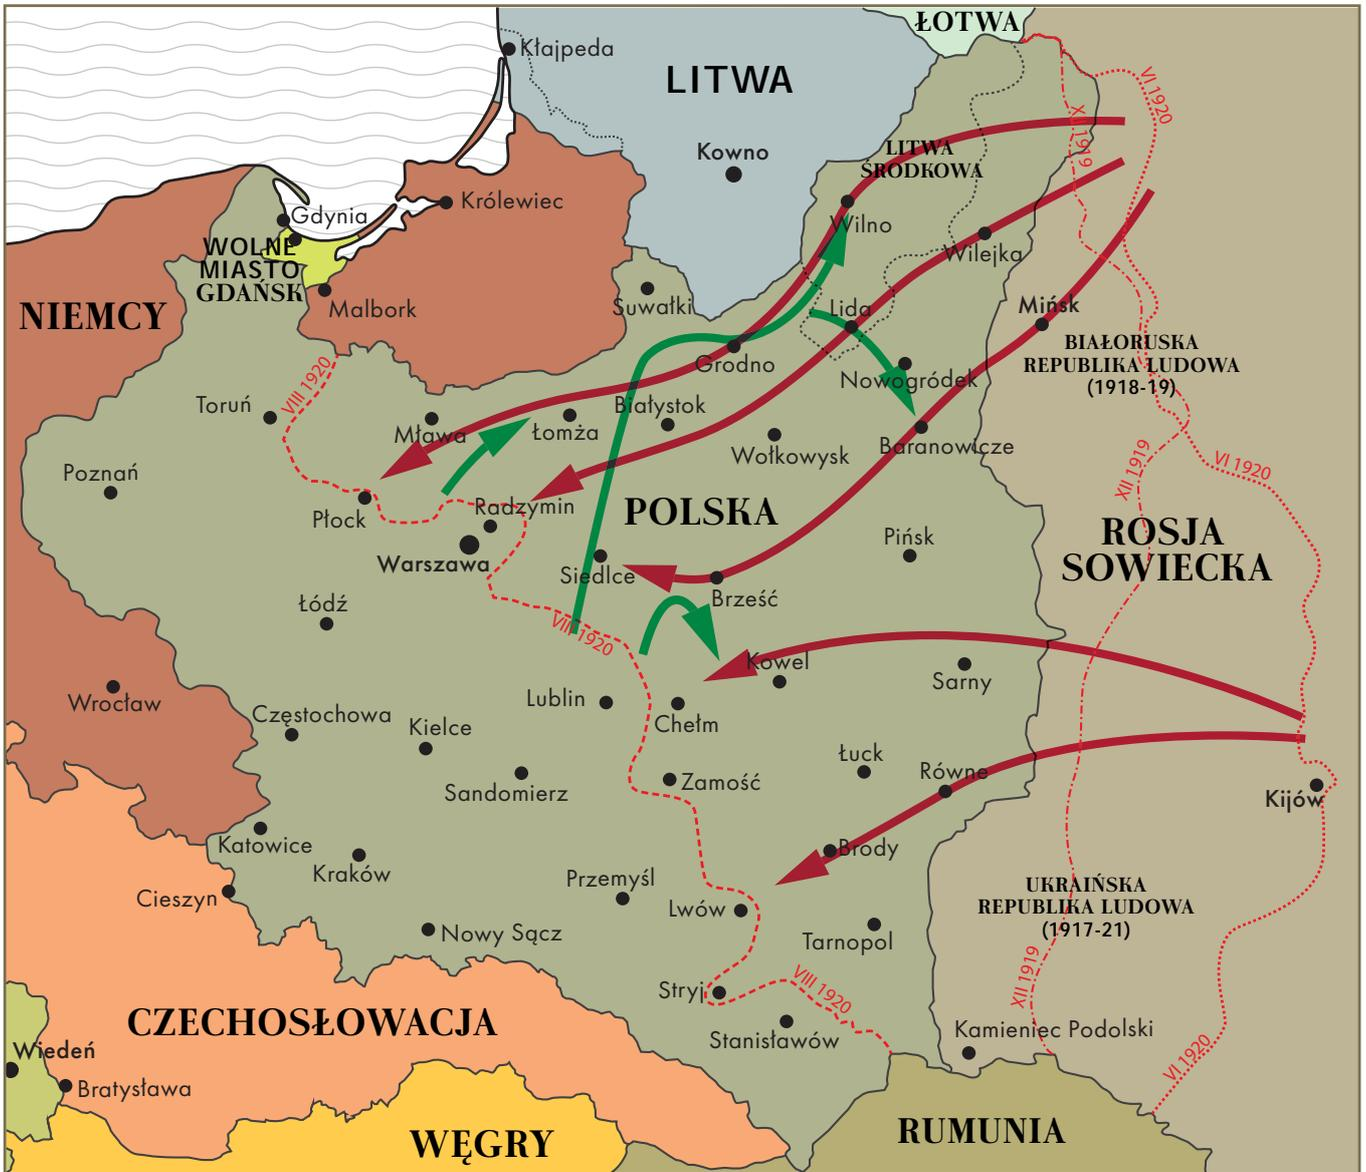 ŁOTWA
Kłajpeda
LITWA
VI 1920
XII 1919
Kowno
LITWA
ŚRODKOWA
Królewiec
Gdynia
Wilno
WOLNE
MIASTO
GDAŃSK
Wilejka
NIEMCY
Malbork
Suwałki
Lida
Mińsk
BIAŁORUSKA
REPUBLIKA LUDOWA
(1918-19)
Grodno
Nowogródek
VIII 1920
Toruń
Białystok
Mława
Łomża
Baranowicze
Wołkowysk
Poznań
XII 1919
VI 1920
Płock
Radzymin
POLSKA
ROSJA
SOWIECKA
Pińsk
Warszawa
Siedlce
Brześć
Łódź
VIII 1920
Kowel
Sarny
Wrocław
Lublin
Częstochowa
Kielce
Chełm
Łuck
Równe
Zamość
Sandomierz
Kijów
Katowice
Brody
Kraków
Przemyśl
UKRAIŃSKA
REPUBLIKA LUDOWA
(1917-21)
Cieszyn
Lwów
Nowy Sącz
Tarnopol
XII 1919
Stryj
VIII 1920
CZECHOSŁOWACJA
Stanisławów
Kamieniec Podolski
Wiedeń
VI 1920
Bratysława
WĘGRY
RUMUNIA